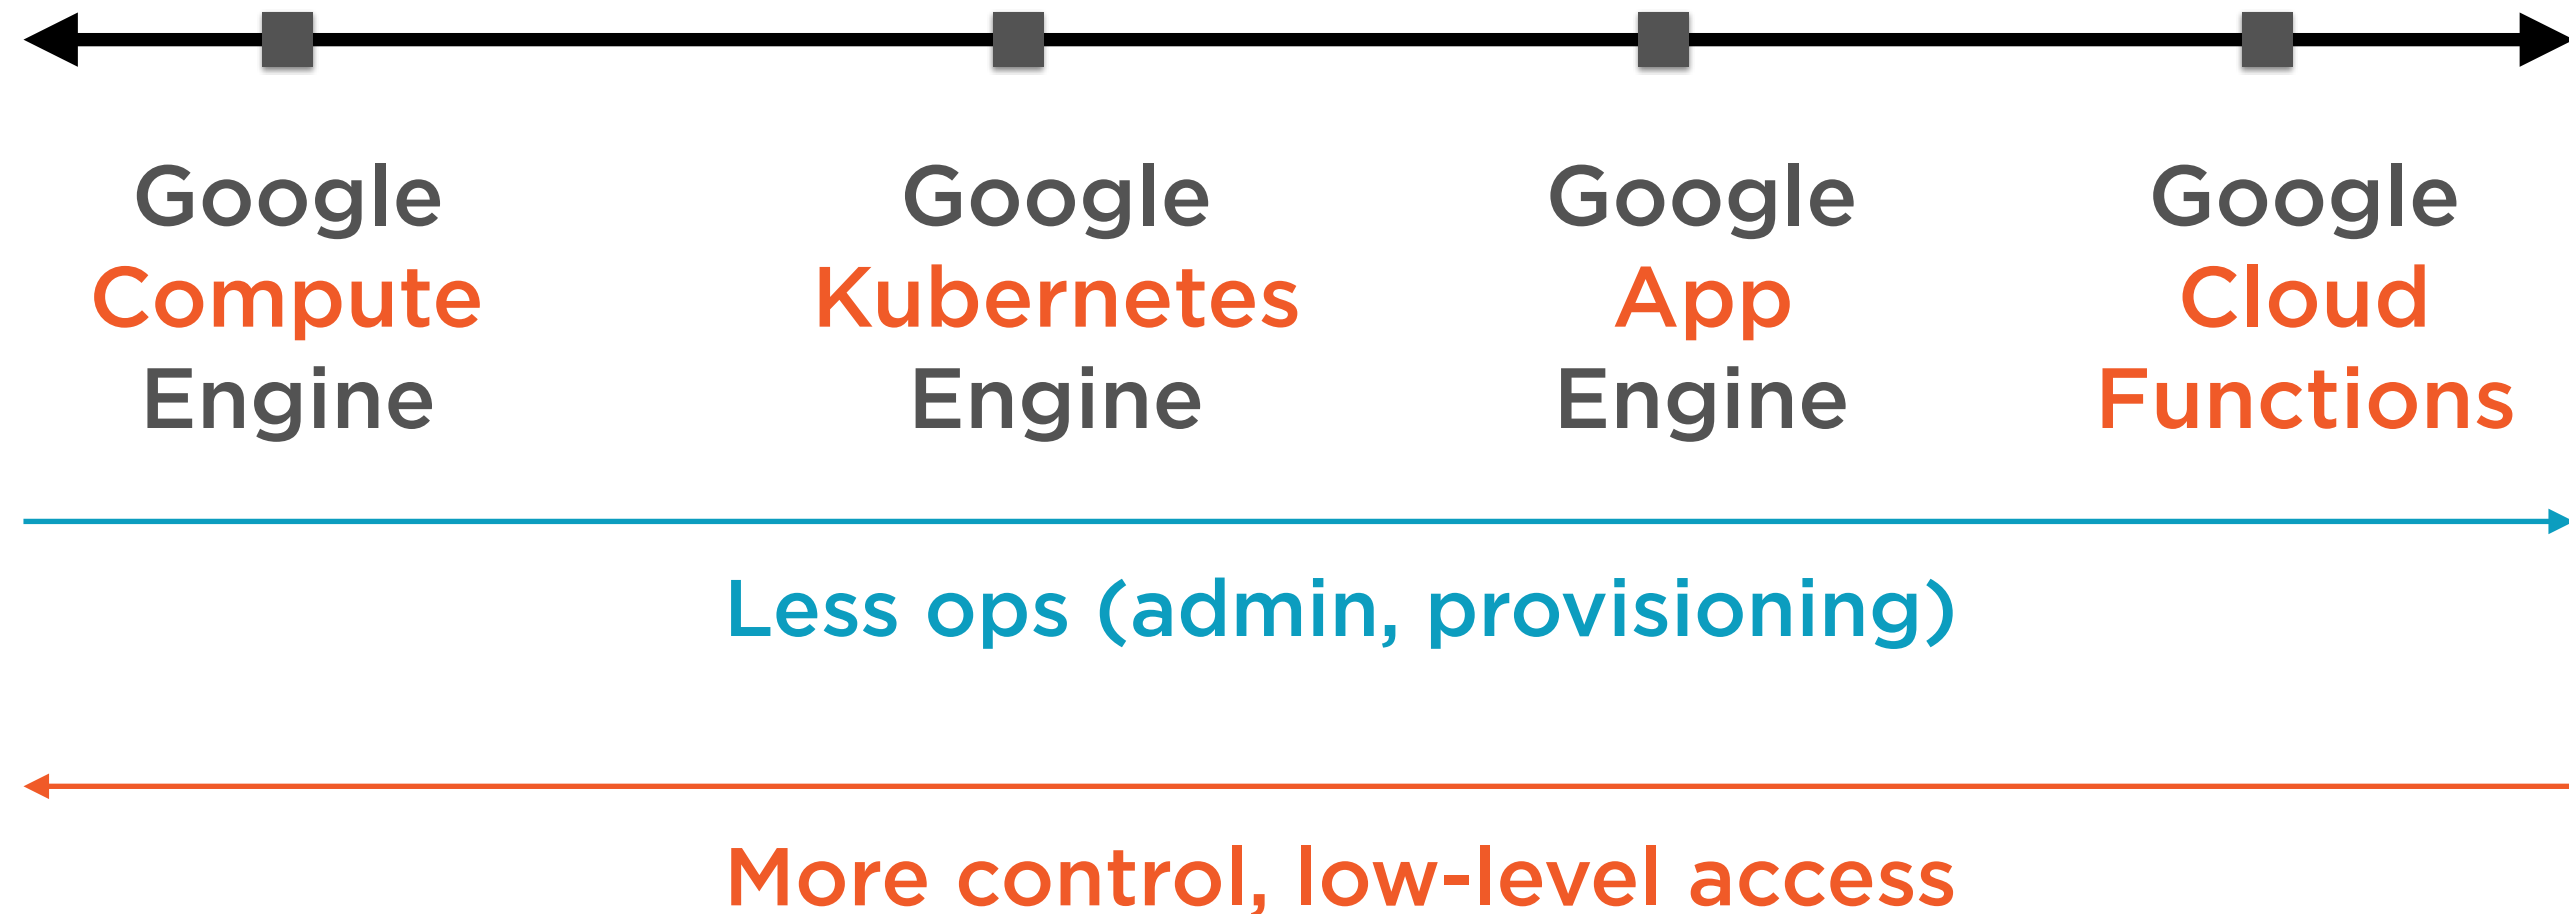 Google
Compute
Engine
Google
Kubernetes
Engine
Google
App
Engine
Google
Cloud
Functions
Less ops (admin, provisioning)
More control, low-level access